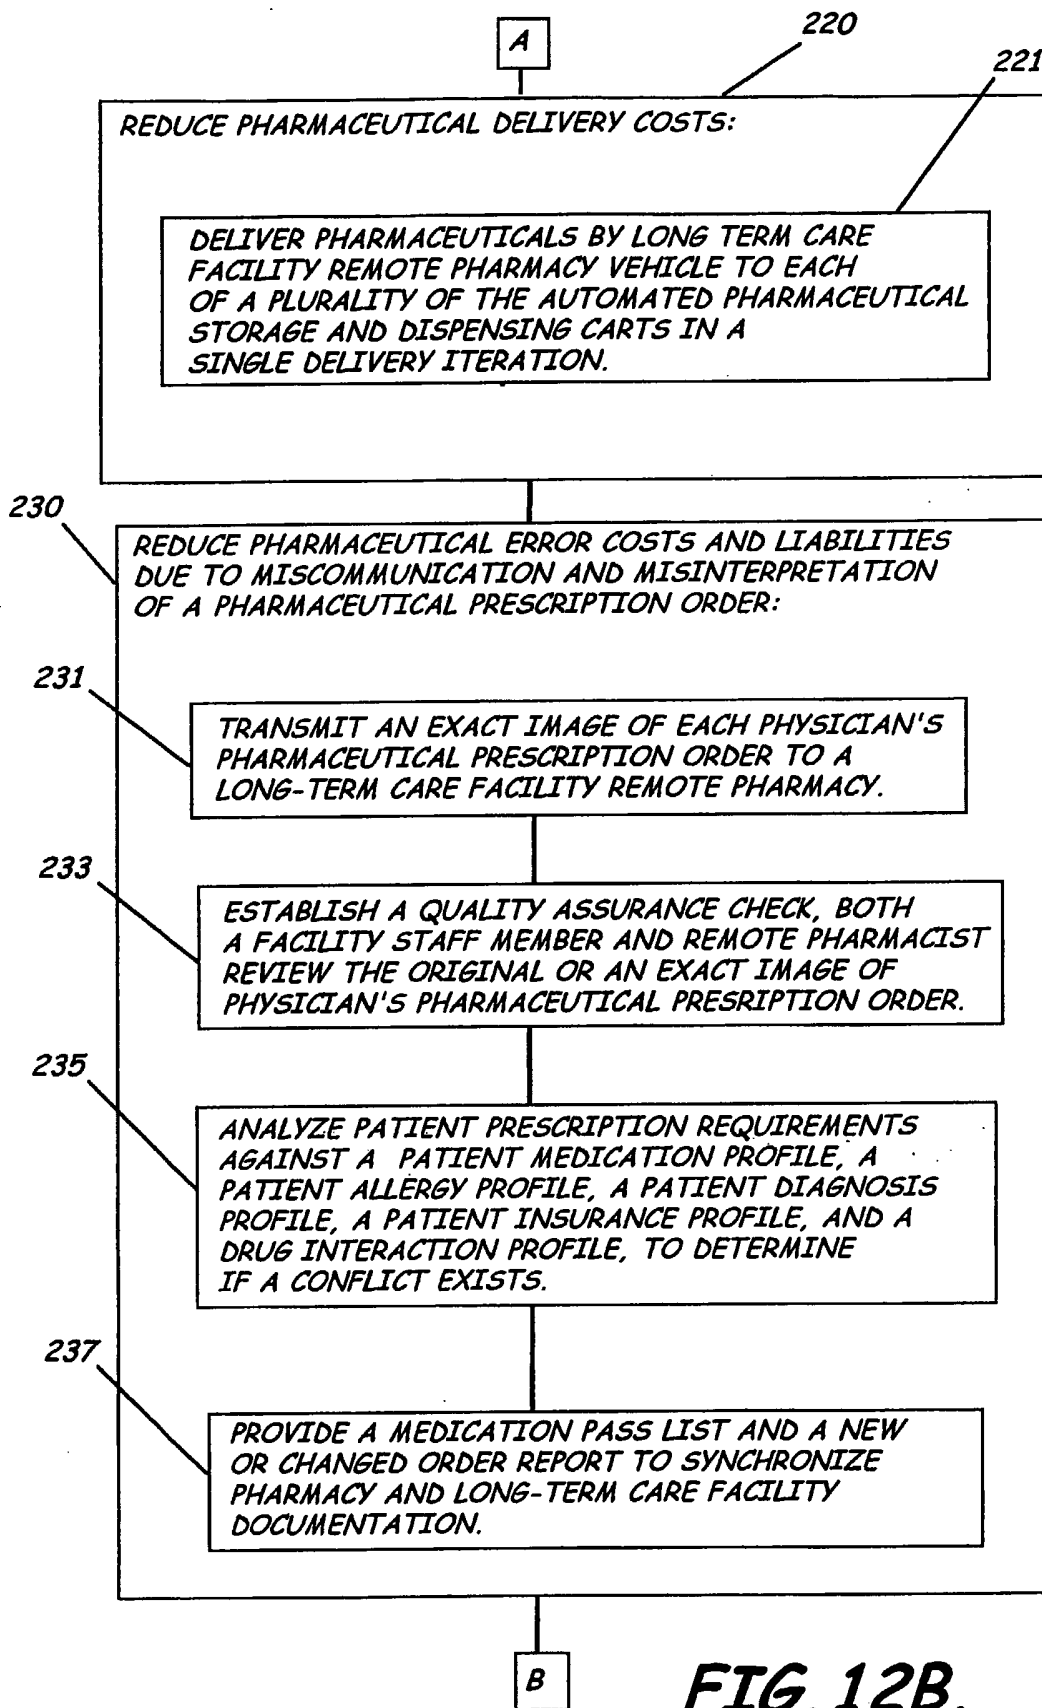 A
220
221
REDUCE PHARMACEUTICAL DELIVERY COSTS:
DELIVER PHARMACEUTICALS BY LONG TERM CARE
FACILITY REMOTE PHARMACY VEHICLE TO EACH
OF A PLURALITY OF THE AUTOMATED PHARMACEUTICAL
STORAGE AND DISPENSING CARTS IN A
SINGLE DELIVERY ITERATION.
230
REDUCE PHARMACEUTICAL ERROR COSTS AND LIABILITIES
DUE TO MISCOMMUNICATION AND MISINTERPRETATION
OF A PHARMACEUTICAL PRESCRIPTION ORDER:
231
TRANSMIT AN EXACT IMAGE OF EACH PHYSICIAN'S
PHARMACEUTICAL PRESCRIPTION ORDER TO A
LONG-TERM CARE FACILITY REMOTE PHARMACY.
233
ESTABLISH A QUALITY ASSURANCE CHECK, BOTH
A FACILITY STAFF MEMBER AND REMOTE PHARMACIST
REVIEW THE ORIGINAL OR AN EXACT IMAGE OF
PHYSICIAN'S PHARMACEUTICAL PRESRIPTION ORDER.
235
ANALYZE PATIENT PRESCRIPTION REQUIREMENTS
AGAINST A PATIENT MEDICATION PROFILE, A
PATIENT ALLERGY PROFILE, A PATIENT DIAGNOSIS
PROFILE, A PATIENT INSURANCE PROFILE, AND A
DRUG INTERACTION PROFILE, TO DETERMINE
IF A CONFLICT EXISTS.
237
PROVIDE A MEDICATION PASS LIST AND A NEW
OR CHANGED ORDER REPORT TO SYNCHRONIZE
PHARMACY AND LONG-TERM CARE FACILITY
DOCUMENTATION.
B
FIG. 12B.